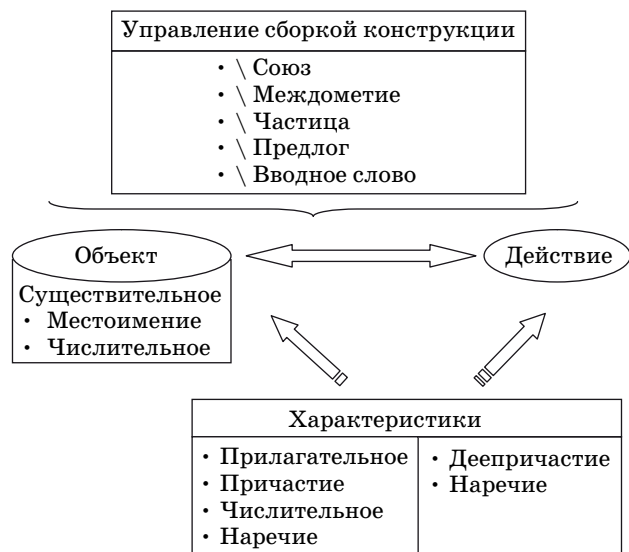 Управление сборкой конструкции
• \ Союз
• \ Междометие
• \ Частица
• \ Предлог
• \ Вводное слово
Объект
Действие
Существительное
• Местоимение
• Числительное
Характеристики
• Прилагательное
• Причастие
• Числительное
• Наречие
• Деепричастие
• Наречие